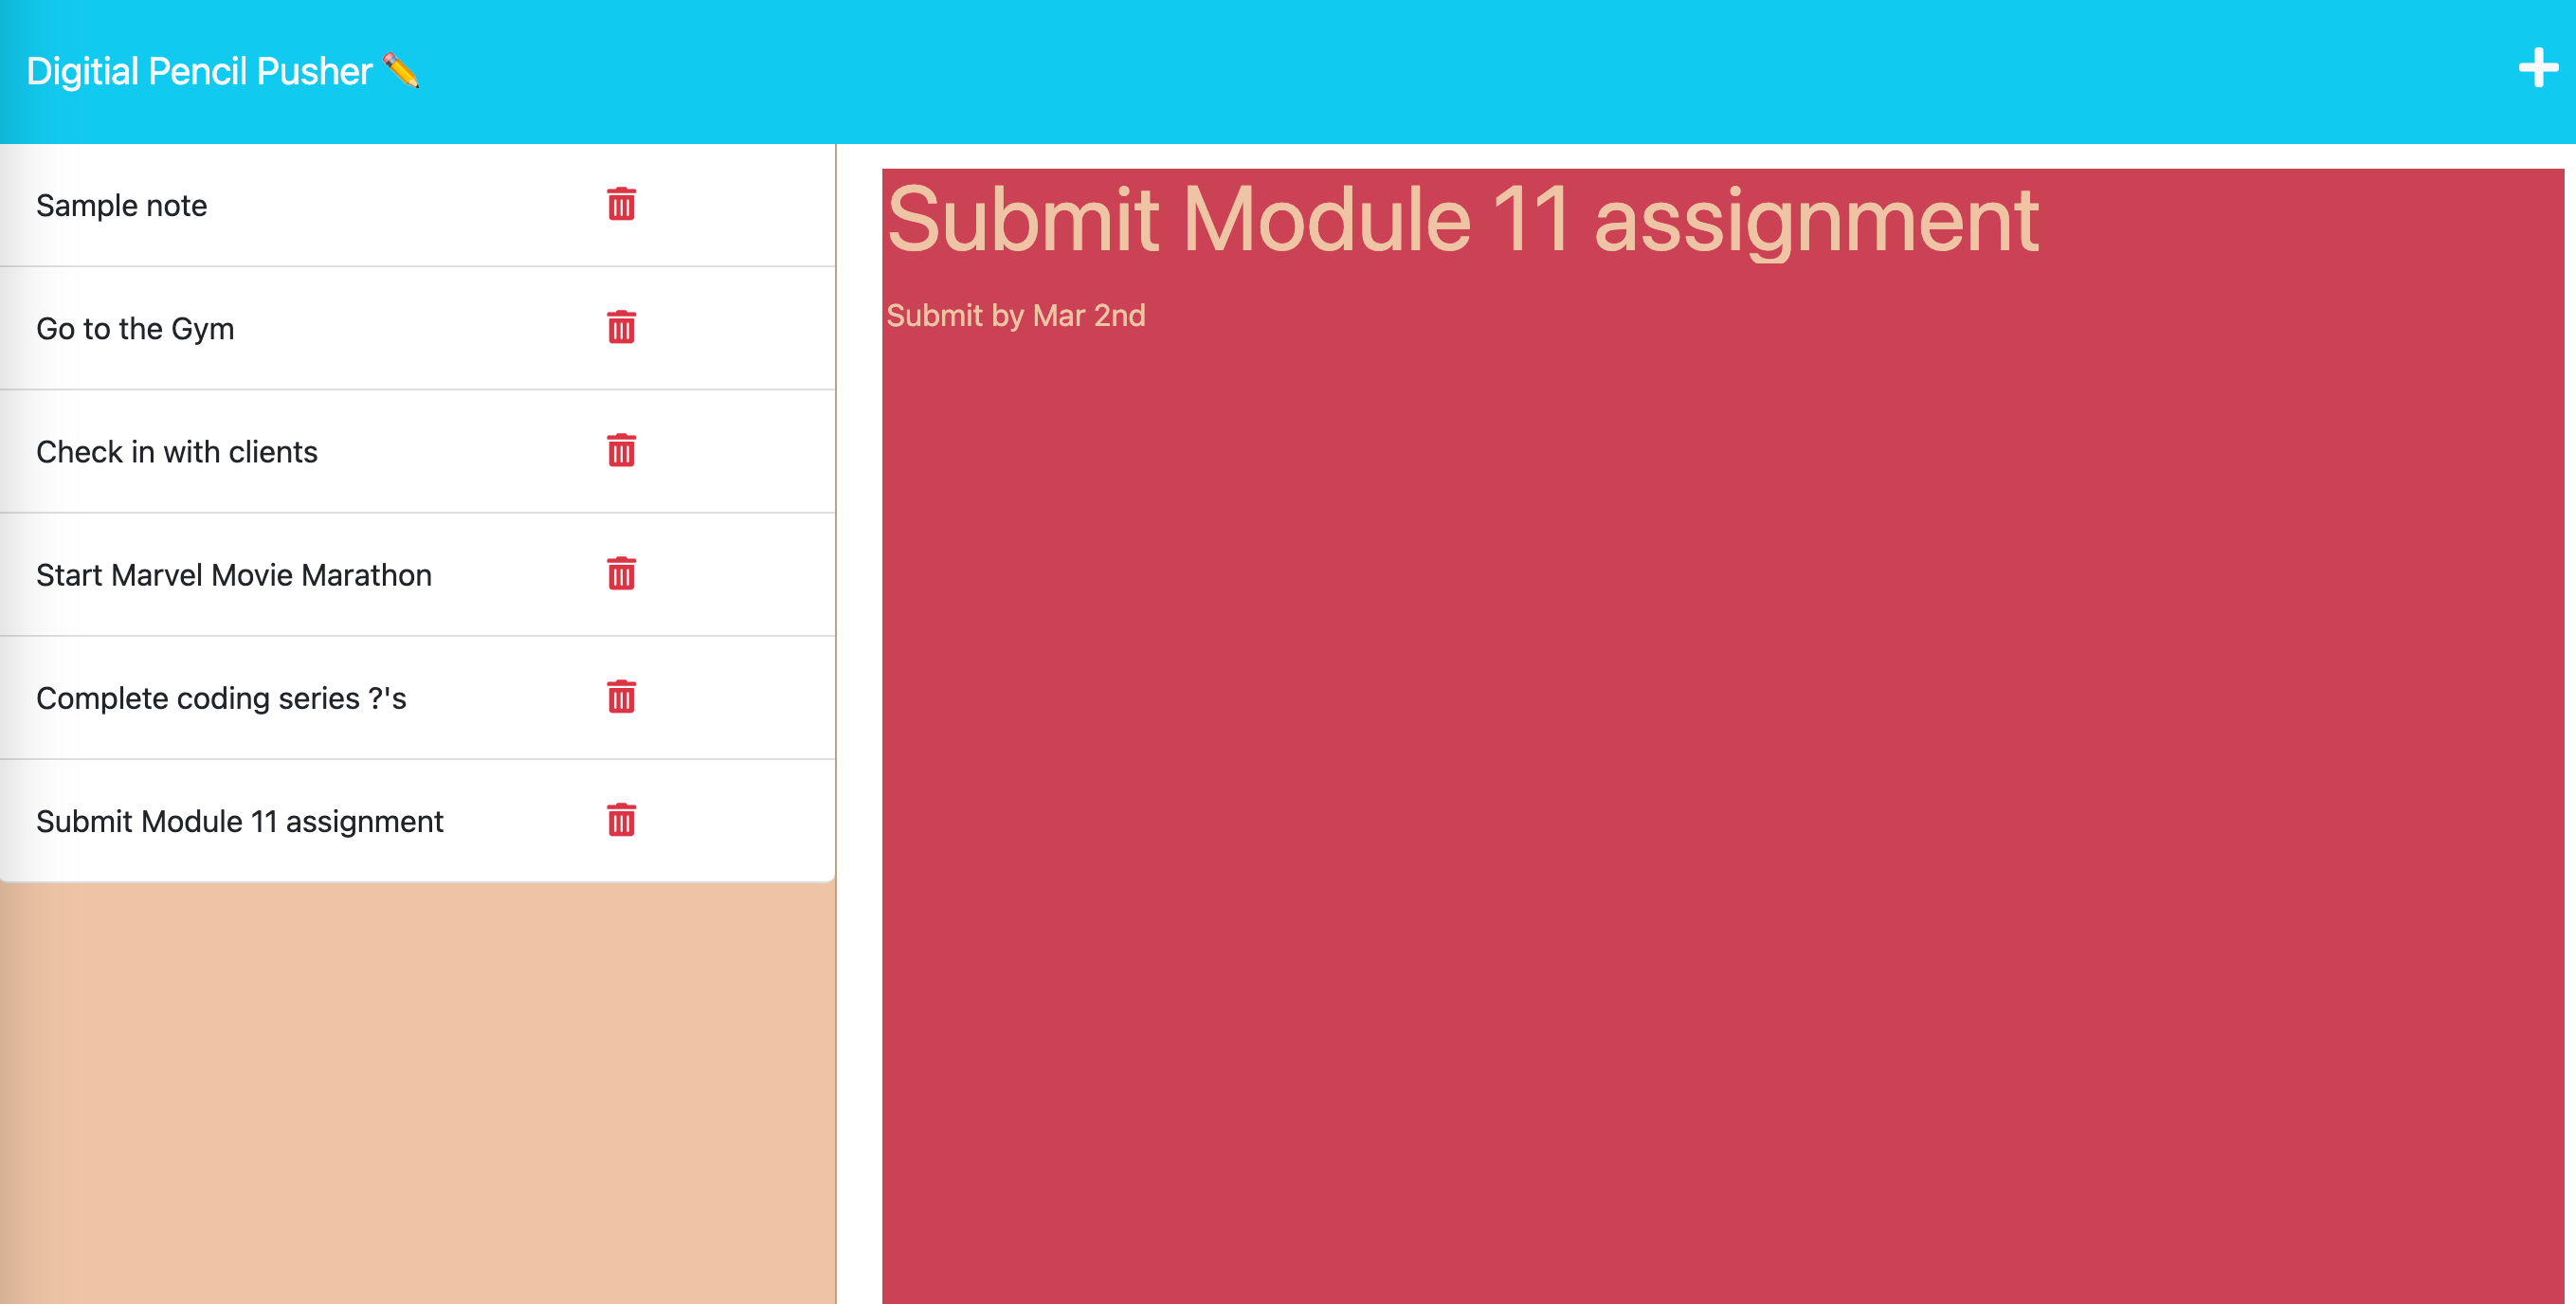 Digitial Pencil Pusher ✏️
Sample note
Go to the Gym
Check in with clients
Start Marvel Movie Marathon
Complete coding series ?'s
Submit Module 11 assignment
Submit Module 11 assignment
Submit by Mar 2nd